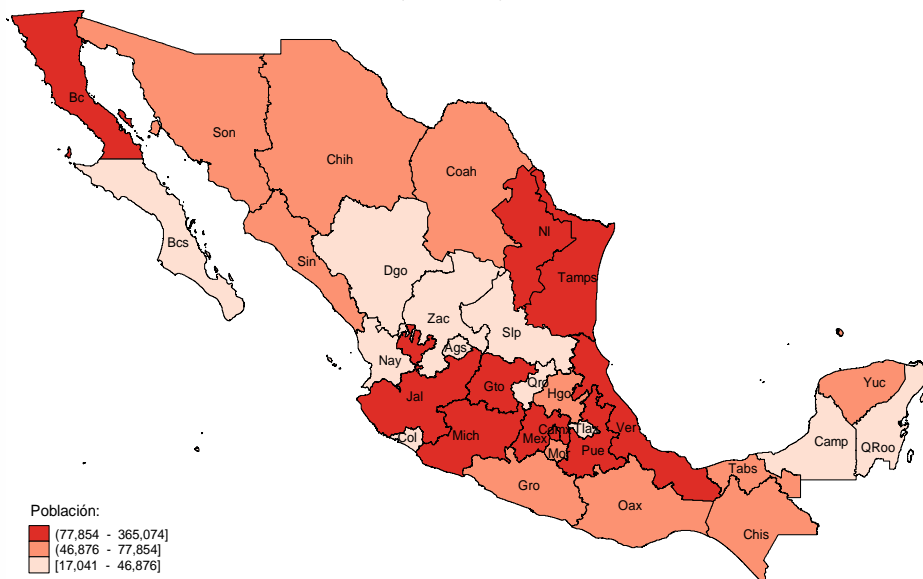 Bc
Son
Chih
Coah
Bcs
Nl
Sin
Dgo
Tamps
Zac
Slp
Nay
Ags
Qro
Yuc
Gto
Hgo
Jal
Col
Mich
Mex
Camx
Tlax
Ver
Mor
Pue
Camp
QRoo
Tabs
Gro
Oax
Chis
Población:
(77,854 - 365,074]
(46,876 - 77,854]
[17,041 - 46,876]